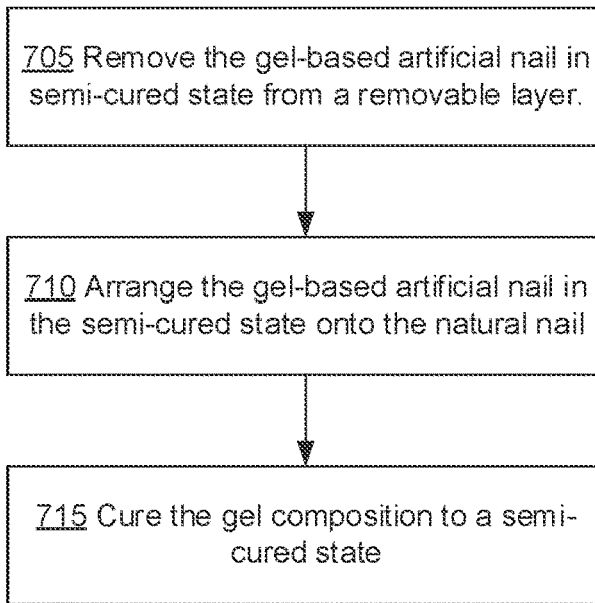 705 Remove the gel-based artificial nail in
semi-cured state from a removable layer.
710 Arrange the gel-based artificial nail in
the semi-cured state onto the natural nail
715 Cure the gel composition to a semi-
cured state